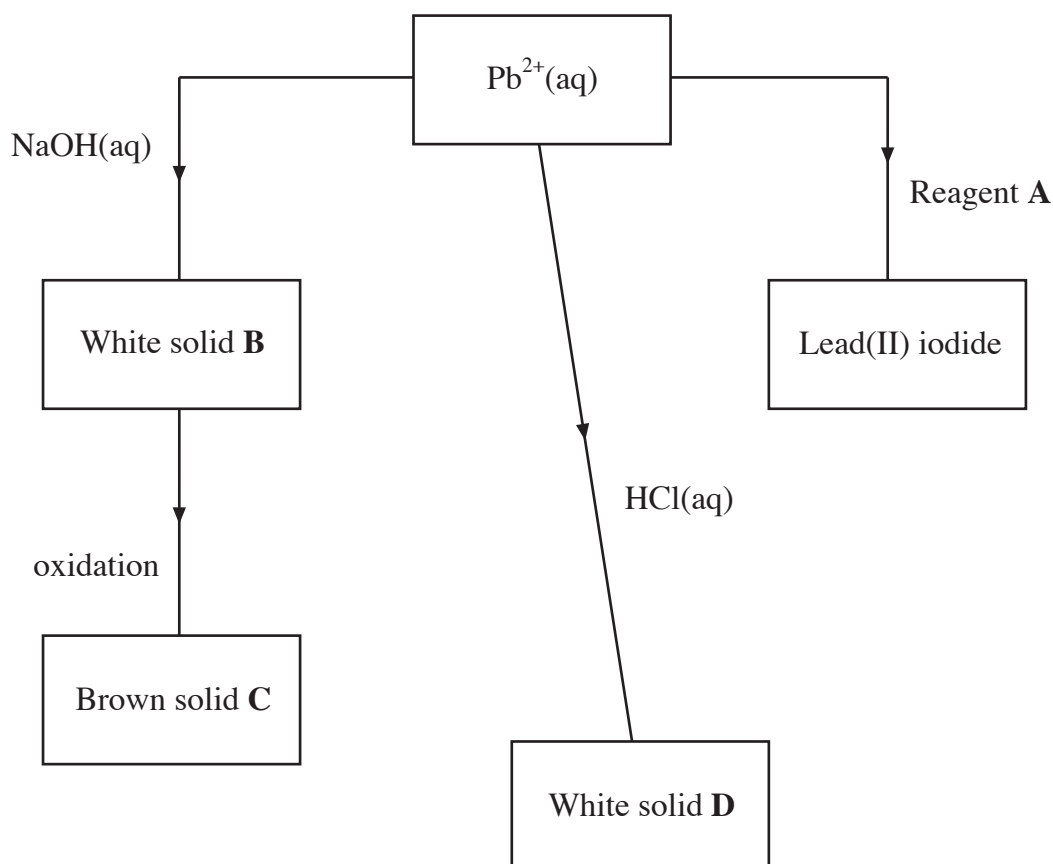 Pb²⁺(aq)
NaOH(aq)
Reagent A
White solid B
Lead(II) iodide
HCl(aq)
oxidation
Brown solid C
White solid D